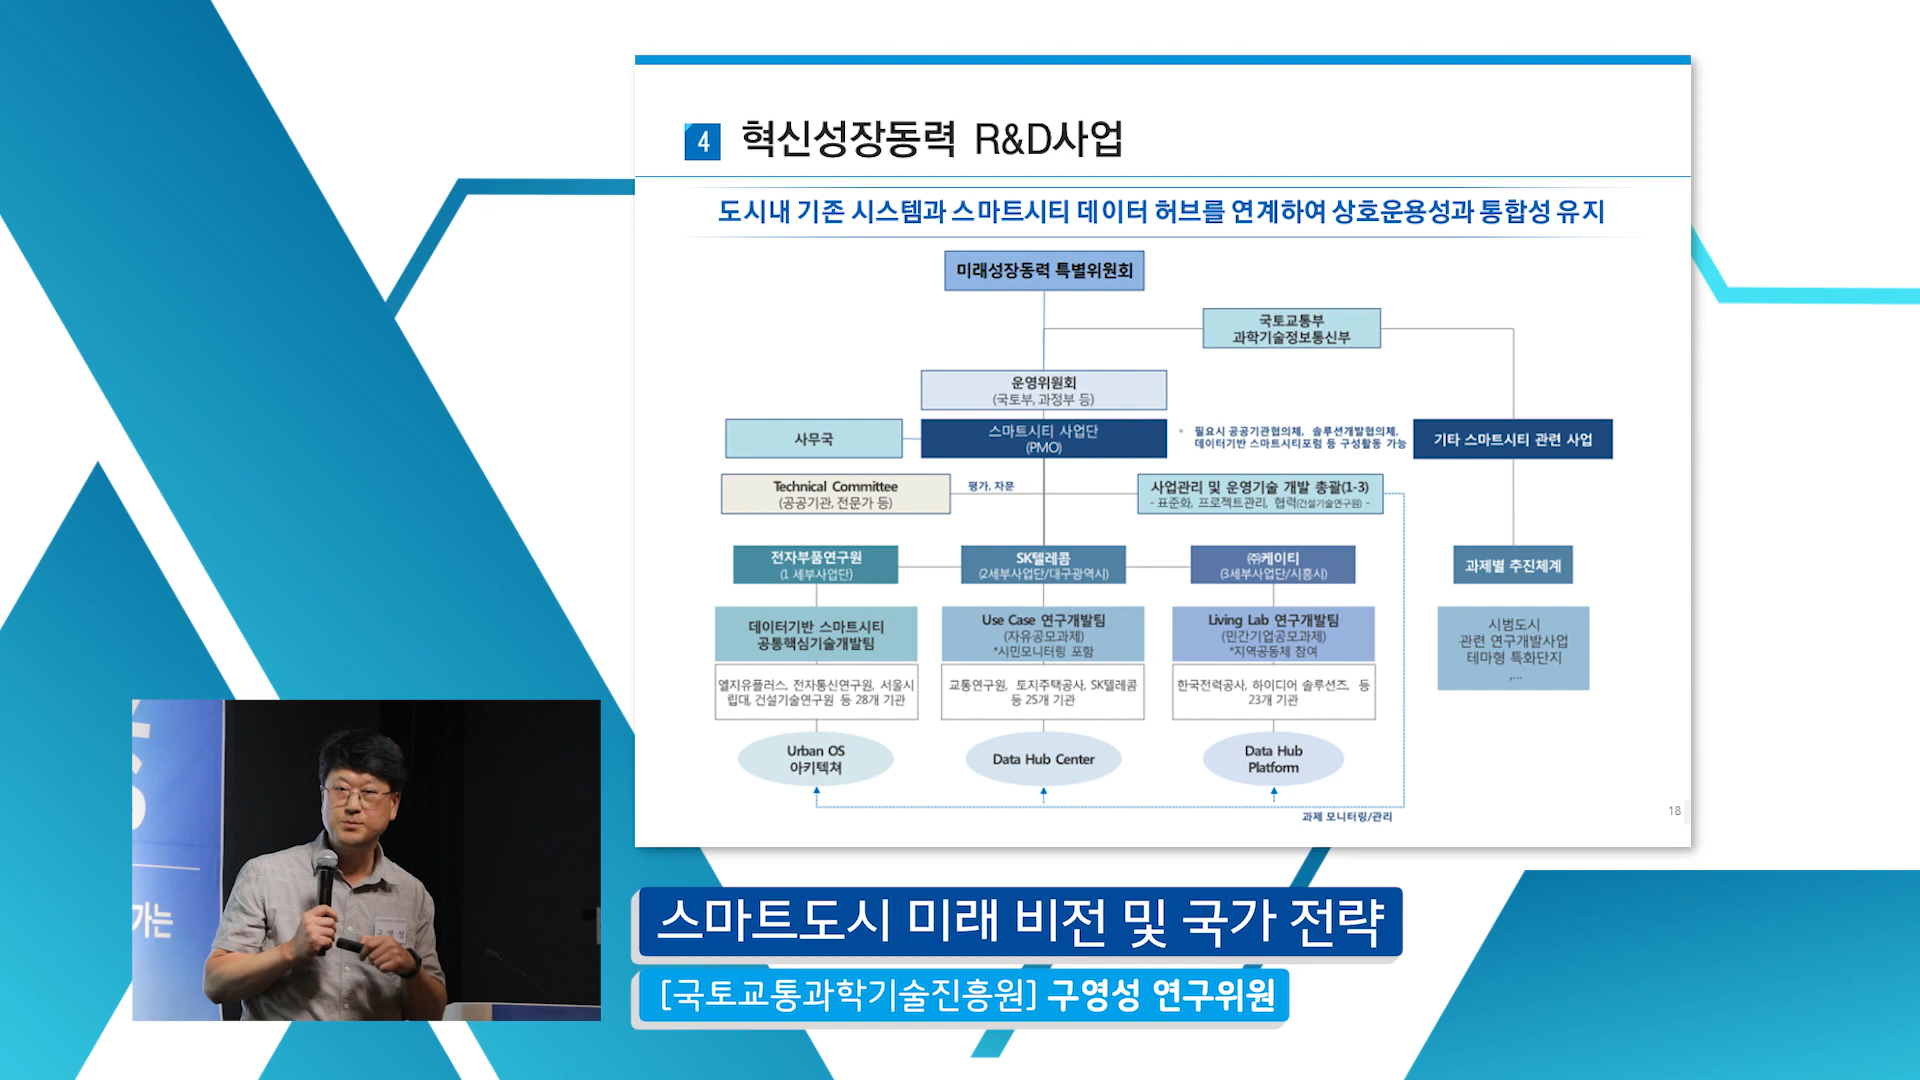 4 혁신성장동력 R&D사업
도시내 기존 시스템과 스마트시티 데이터 허브를 연계하여 상호운용성과 통합성 유지
미래성장동력 특별위원회
국토교통부
과학기술정보통신부
운영위원회
(국토부, 과정부 등)
사무국
스마트시티 사업단
(PMO)
* 필요시 공공기관협의체, 솔루션개발협의체,
데이터기반 스마트시티포럼 등 구성활동 가능
기타 스마트시티 관련 사업
Technical Committee
(공공기관, 전문가 등)
평가, 자문
사업관리 및 운영기술 개발 총괄(1-3)
- 표준화, 프로젝트관리, 협력(건설기술연구원) -
전자부품연구원
(1 세부사업단)
SK텔레콤
(2세부사업단/대구광역시)
㈜케이티
(3세부사업단/시흥시)
과제별 추진체계
데이터기반 스마트시티
공통핵심기술개발팀
Use Case 연구개발팀
(자유공모과제)
*시민모니터링 포함
Living Lab 연구개발팀
(민간기업공모과제)
*지역공동체 참여
시범도시
관련 연구개발사업
테마형 특화단지
,...
엘지유플러스, 전자통신연구원, 서울시
립대, 건설기술연구원 등 28개 기관
교통연구원, 토지주택공사, SK텔레콤
등 25개 기관
한국전력공사, 하이디어 솔루션즈, 등
23개 기관
Urban OS
아키텍쳐
Data Hub Center
Data Hub
Platform
과제 모니터링/관리
18
가는
구영성
스마트도시 미래 비전 및 국가 전략
[국토교통과학기술진흥원] 구영성 연구위원